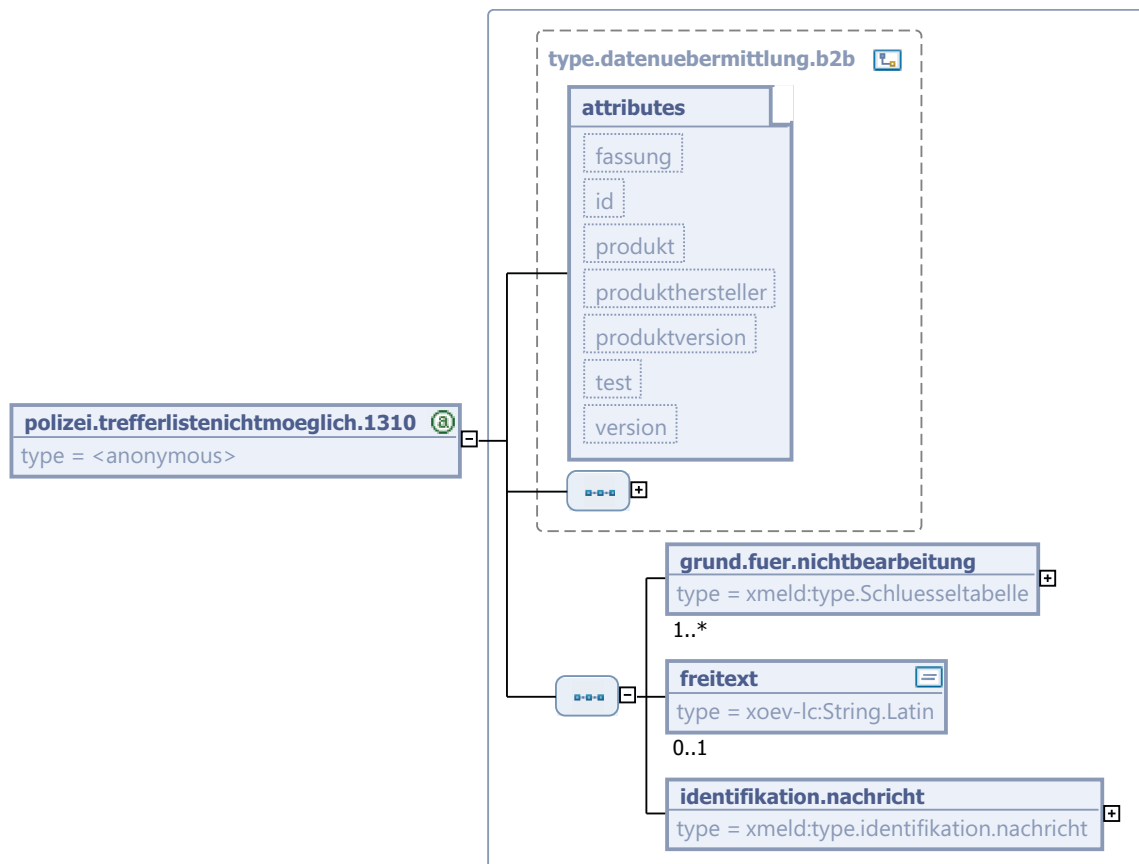 type.datenuebermittlung.b2b
attributes
fassung
id
produkt
produkthersteller
produktversion
test
version
polizei.trefferlistenichtmoeglich.1310 @
type = <anonymous>
grund.fuer.nichtbearbeitung
type = xmeld:type.Schluesseltabelle
1..*
freitext
type = xoev-lc:String.Latin
0..1
identifikation.nachricht
type = xmeld:type.identifikation.nachricht